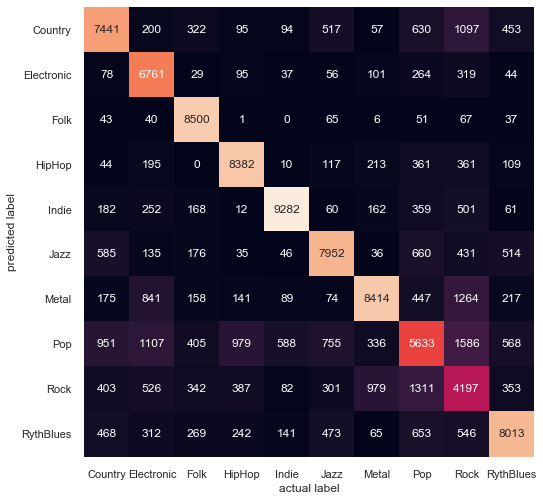 Country 7441 200 322 95 94 517 57 630 1097 453
Electronic 78 6761 29 95 37 56 101 264 319 44
Folk 43 40 8500 1 0 65 6 51 67 37
HipHop 44 195 0 8382 10 117 213 361 361 109
Indie 182 252 168 12 9282 60 162 359 501 61
predicted label
Jazz 585 135 176 35 46 7952 36 660 431 514
Metal 175 841 158 141 89 74 8414 447 1264 217
Pop 951 1107 405 979 588 755 336 5633 1586 568
Rock 403 526 342 387 82 301 979 1311 4197 353
RythBlues 468 312 269 242 141 473 65 653 546 8013
Country Electronic Folk HipHop Indie Jazz Metal Pop Rock RythBlues
actual label